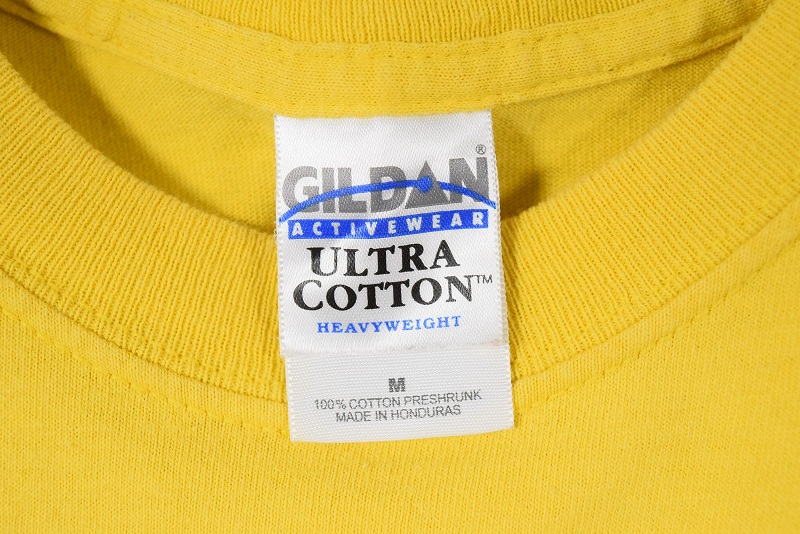 GILDAN®
ACTIVEWEAR
ULTRA
COTTON™
HEAVYWEIGHT
M
100% COTTON PRESHRUNK
MADE IN HONDURAS